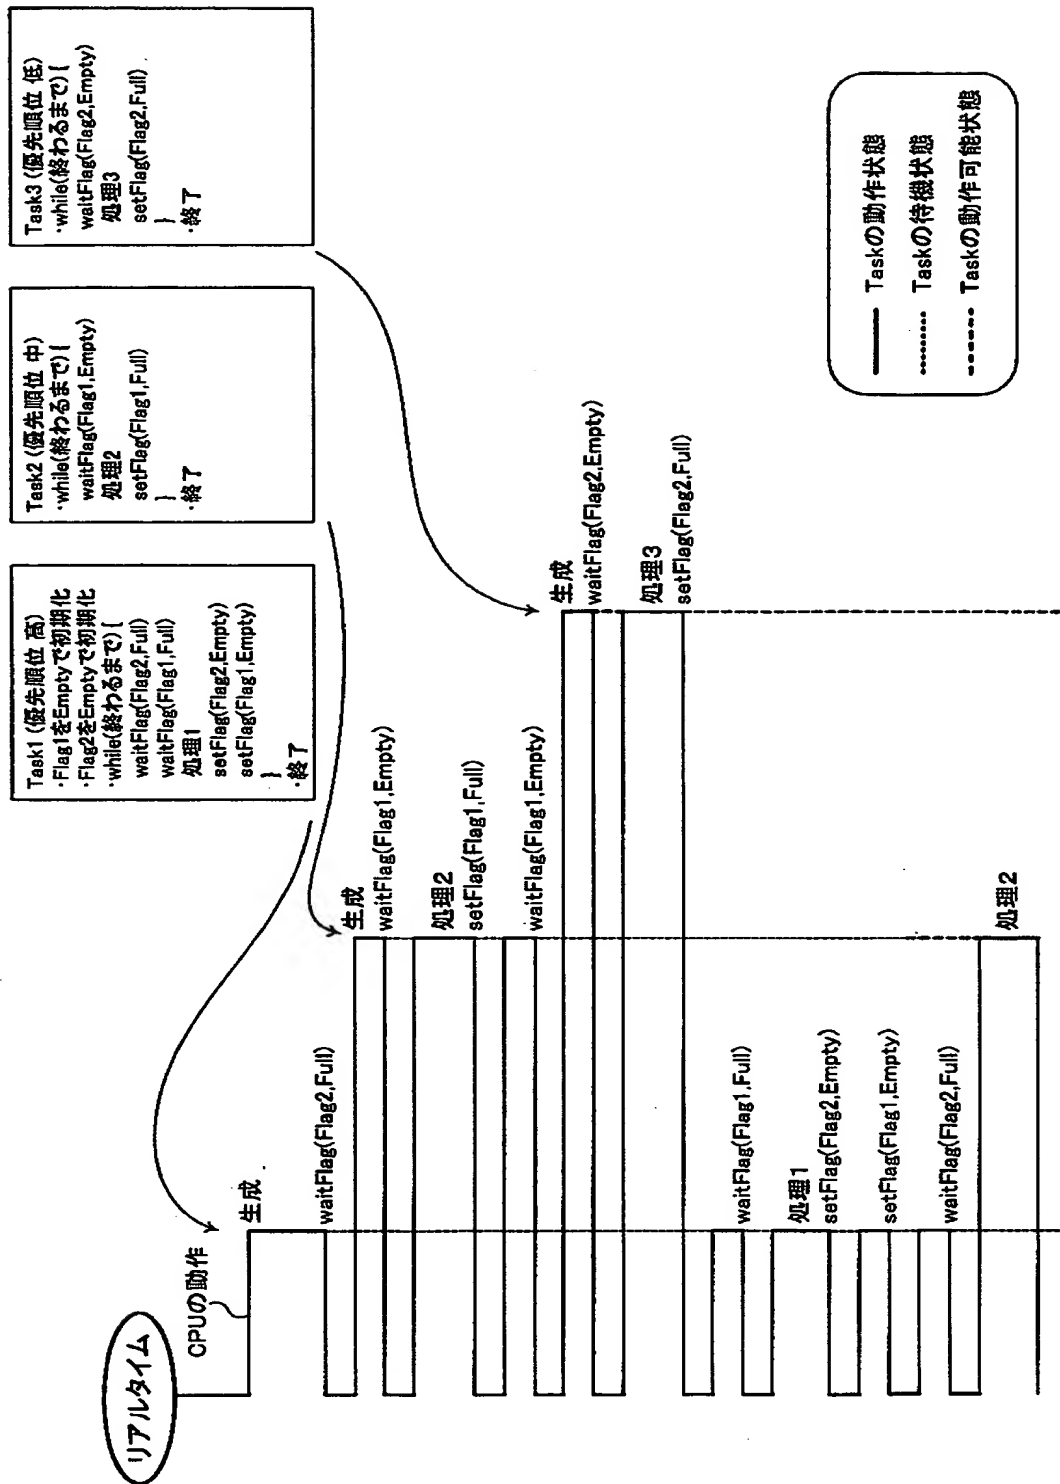 リアルタイム
CPUの動作
Task1 (優先順位 高)
・Flag1をEmptyで初期化
・Flag2をEmptyで初期化
・while(終わるまで) {
waitFlag(Flag2,Full)
waitFlag(Flag1,Full)
処理1
setFlag(Flag2,Empty)
setFlag(Flag1,Empty)
}
・終了
Task2 (優先順位 中)
・while(終わるまで) {
waitFlag(Flag1,Empty)
処理2
setFlag(Flag1,Full)
}
・終了
Task3 (優先順位 低)
・while(終わるまで) {
waitFlag(Flag2,Empty)
処理3
setFlag(Flag2,Full)
}
・終了
生成
waitFlag(Flag2,Full)
生成
waitFlag(Flag1,Empty)
処理2
setFlag(Flag1,Full)
waitFlag(Flag1,Empty)
生成
waitFlag(Flag2,Empty)
処理3
setFlag(Flag2,Full)
waitFlag(Flag1,Full)
処理1
setFlag(Flag2,Empty)
setFlag(Flag1,Empty)
waitFlag(Flag2,Full)
処理2
Taskの動作状態
Taskの待機状態
Taskの動作可能状態